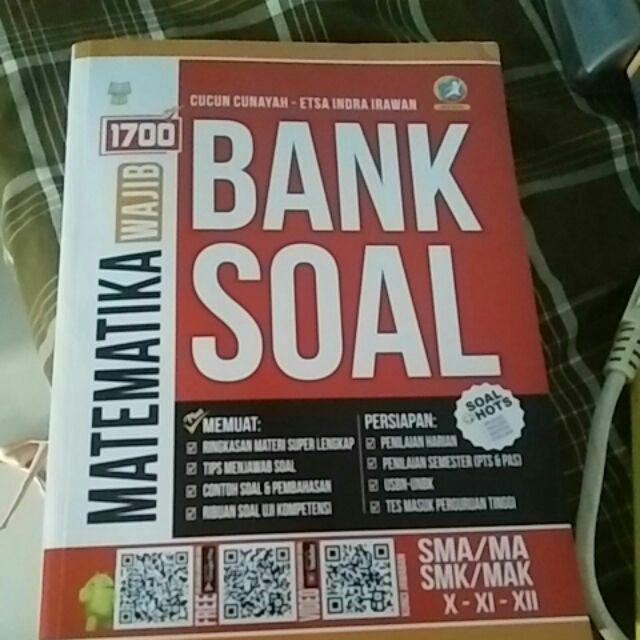 CUCUN CUNAYAH - ETSA INDRA IRAWAN
1700
BANK
SOAL
MATEMATIKA WAJIB
MEMUAT:
RINGKASAN MATERI SUPER LENGKAP
TIPS MENJAWAB SOAL
CONTOH SOAL & PEMBAHASAN
RIBUAN SOAL UJI KOMPETENSI
PERSIAPAN:
PENILAIAN HARIAN
PENILAIAN SEMESTER (PTS & PAS)
USBN-UNBK
TES MASUK PERGURUAN TINGGI
SOAL
HOTS
FREE
VIDEO
SMA/MA
SMK/MAK
X - XI - XII